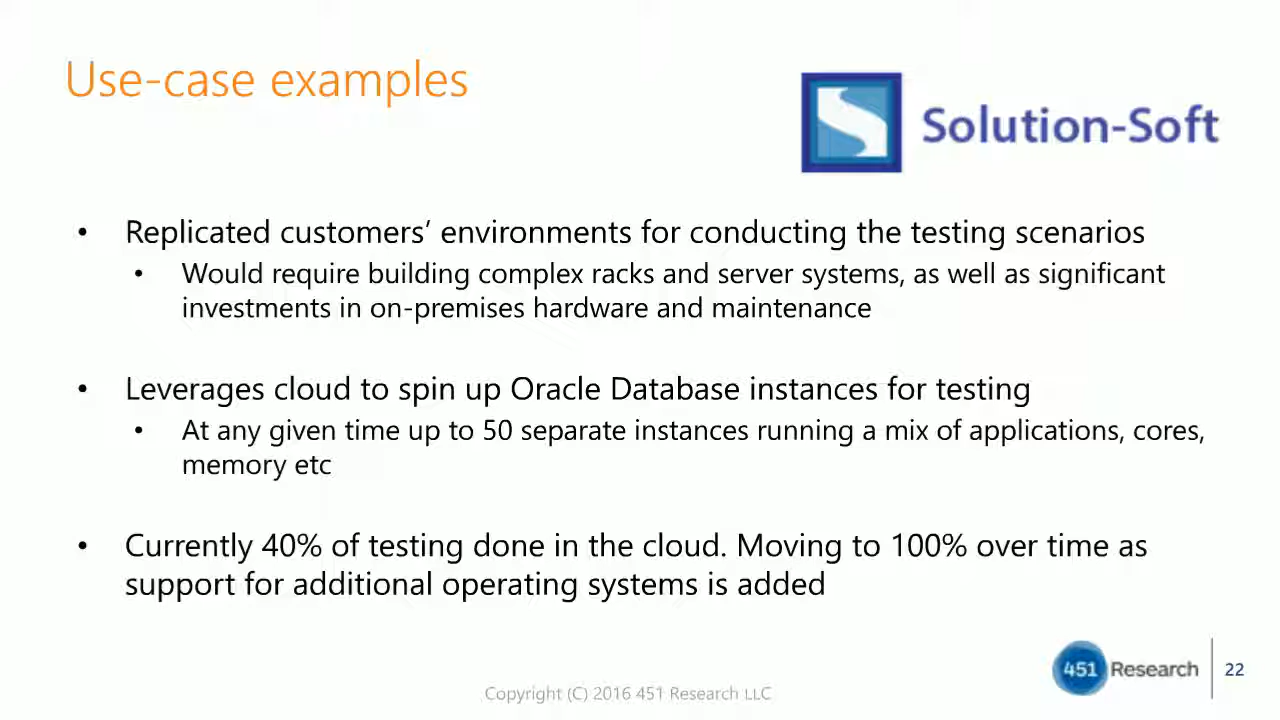 Use-case examples
Solution-Soft
• Replicated customers’ environments for conducting the testing scenarios
• Would require building complex racks and server systems, as well as significant
investments in on-premises hardware and maintenance
• Leverages cloud to spin up Oracle Database instances for testing
• At any given time up to 50 separate instances running a mix of applications, cores,
memory etc
• Currently 40% of testing done in the cloud. Moving to 100% over time as
support for additional operating systems is added
451 Research
22
Copyright (C) 2016 451 Research LLC